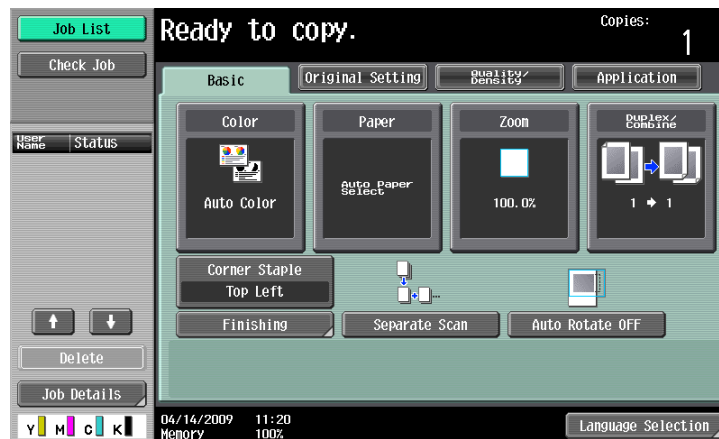 Job List
Ready to copy.
Copies:
1
Check Job
Basic
Original Setting
Quality/
Density
Application
User
Name
Status
Color
Paper
Zoom
Duplex/
Combine
Auto Color
Auto Paper
Select
100.0%
1 → 1
Corner Staple
Top Left
Finishing
Separate Scan
Auto Rotate OFF
Delete
Job Details
Y M C K
04/14/2009 11:20
Memory 100%
Language Selection